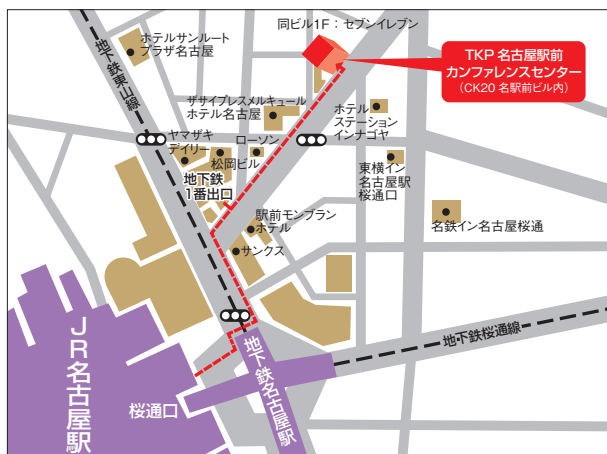 同ビル1F：セブンイレブン
TKP 名古屋駅前
カンファレンスセンター
（CK20 名駅前ビル内）
ホテルサンルート
プラザ名古屋
地下鉄東山線
ザサイプレスメルキュール
ホテル名古屋
ホテル
ステーション
インナゴヤ
ヤマザキ
デイリー
ローソン
松岡ビル
地下鉄
1番出口
東横イン
名古屋駅
桜通口
駅前モンブラン
ホテル
名鉄イン名古屋桜通
サンクス
地下鉄桜通線
JR名古屋駅
地下鉄名古屋駅
桜通口